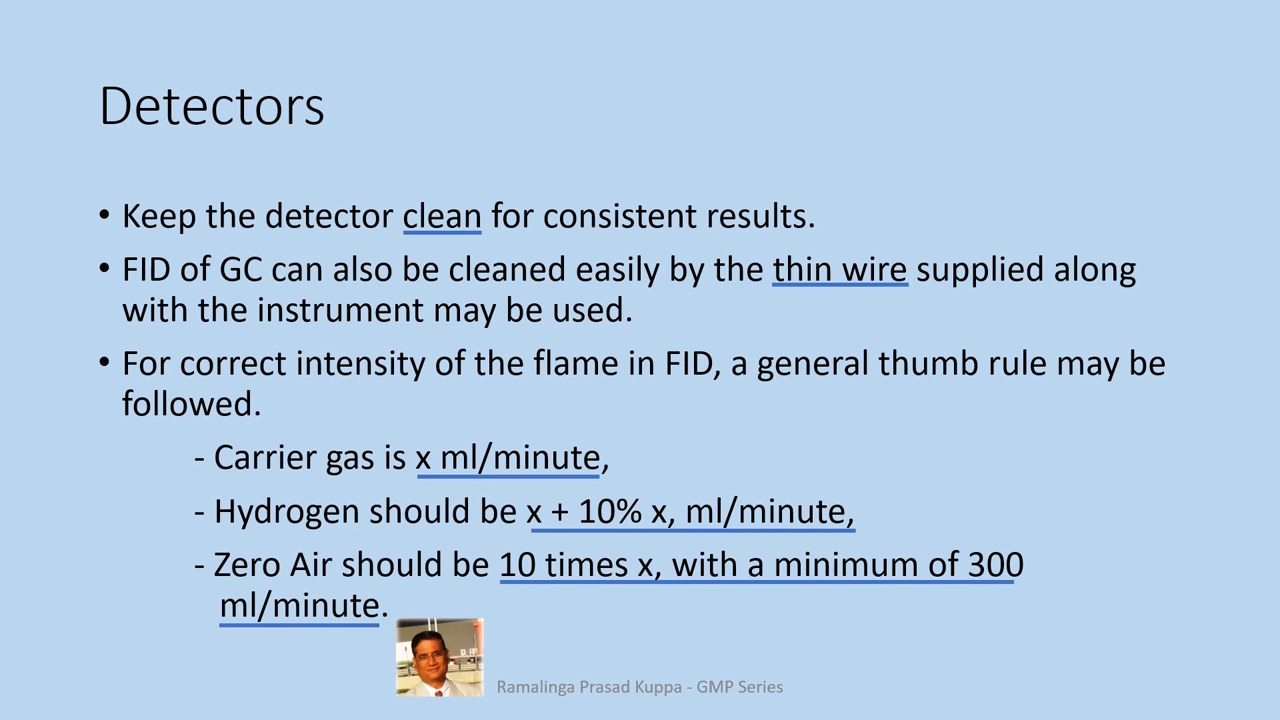 Detectors
• Keep the detector clean for consistent results.
• FID of GC can also be cleaned easily by the thin wire supplied along
with the instrument may be used.
• For correct intensity of the flame in FID, a general thumb rule may be
followed.
- Carrier gas is x ml/minute,
- Hydrogen should be x + 10% x, ml/minute,
- Zero Air should be 10 times x, with a minimum of 300
ml/minute.
Ramalinga Prasad Kuppa - GMP Series